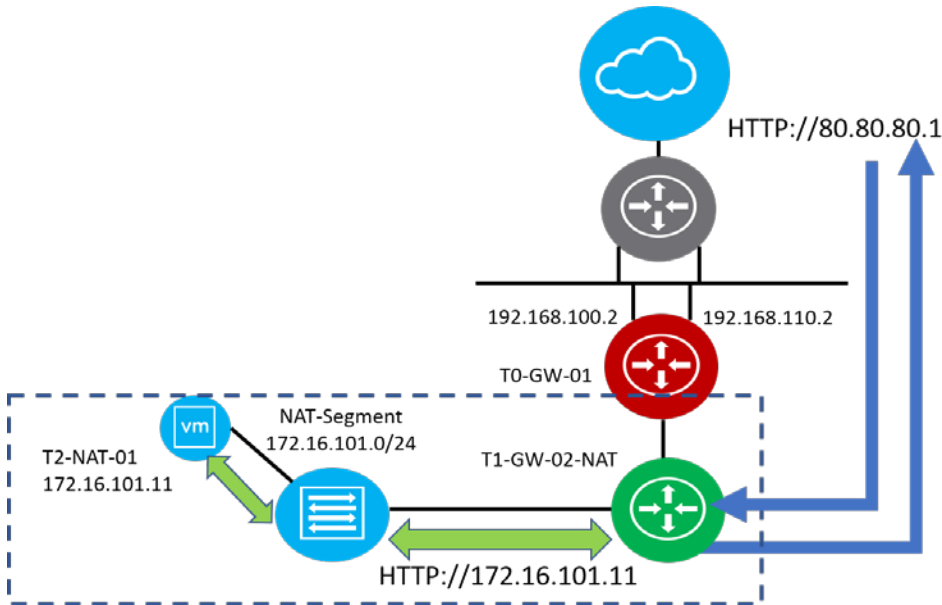 HTTP://80.80.80.1
192.168.100.2
192.168.110.2
T0-GW-01
NAT-Segment
172.16.101.0/24
vm
T2-NAT-01
172.16.101.11
T1-GW-02-NAT
HTTP://172.16.101.11